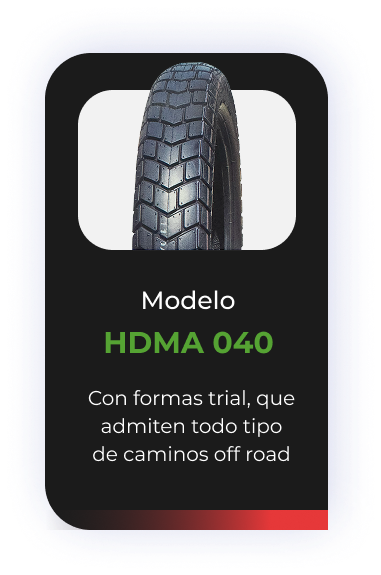 Modelo
HDMA 040
Con formas trial, que
admiten todo tipo
de caminos off road